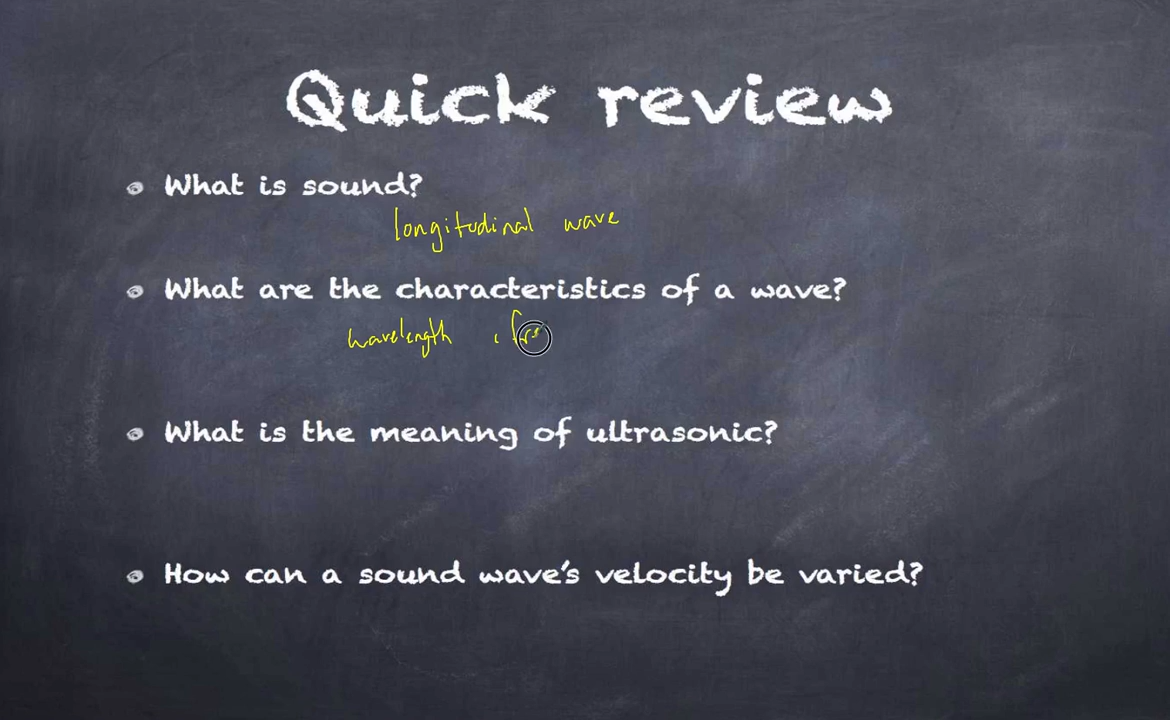 Quick review
What is sound?
longitudinal wave
What are the characteristics of a wave?
wavelength ,
What is the meaning of ultrasonic?
How can a sound wave's velocity be varied?